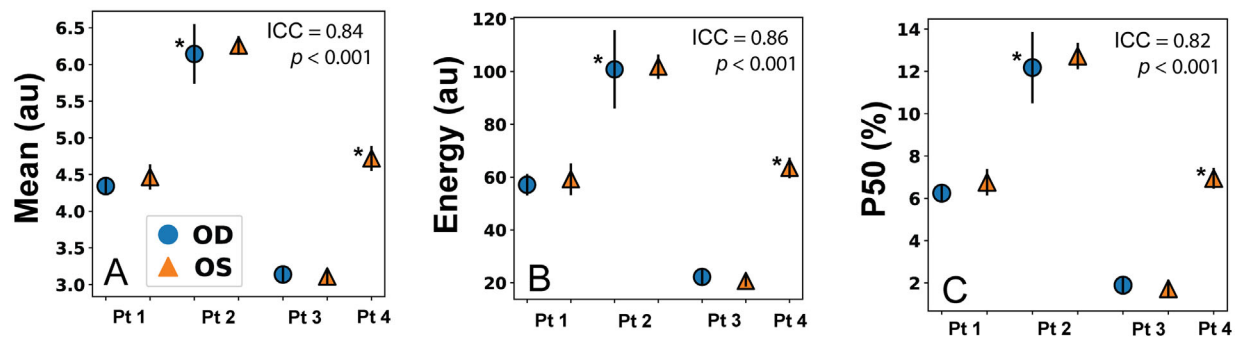 Mean (au)
6.5
6.0
5.5
5.0
4.5
4.0
3.5
3.0
*
*
ICC = 0.84
p < 0.001
OD
OS
A
Pt 1
Pt 2
Pt 3
Pt 4
Energy (au)
120
100
80
60
40
20
*
*
ICC = 0.86
p < 0.001
B
Pt 1
Pt 2
Pt 3
Pt 4
P50 (%)
14
12
10
8
6
4
2
*
*
ICC = 0.82
p < 0.001
C
Pt 1
Pt 2
Pt 3
Pt 4